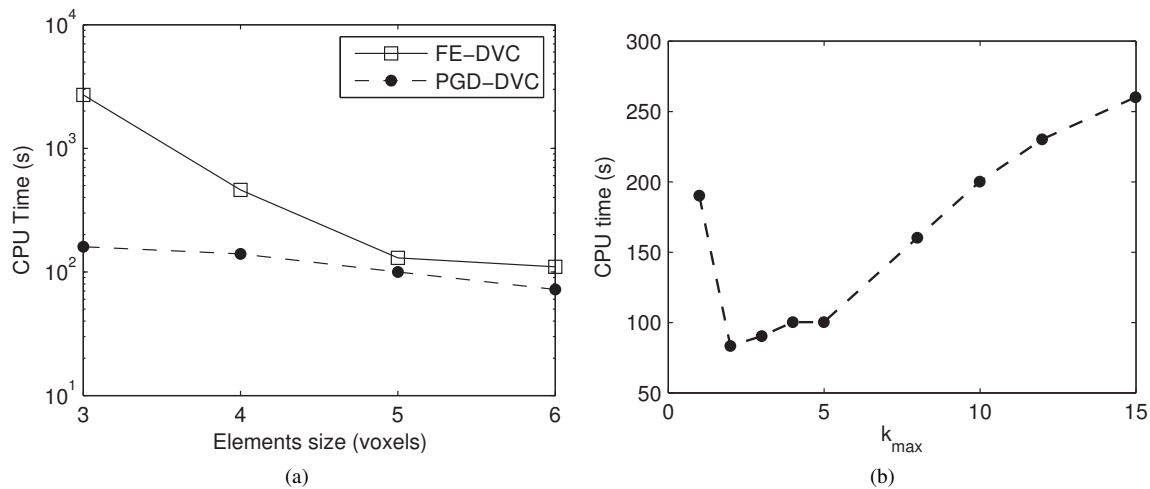 10^4
10^3
10^2
10^1
CPU Time (s)
3
4
5
6
Elements size (voxels)
FE−DVC
PGD−DVC
(a)
300
250
200
150
100
50
CPU time (s)
0
5
10
15
k_max
(b)